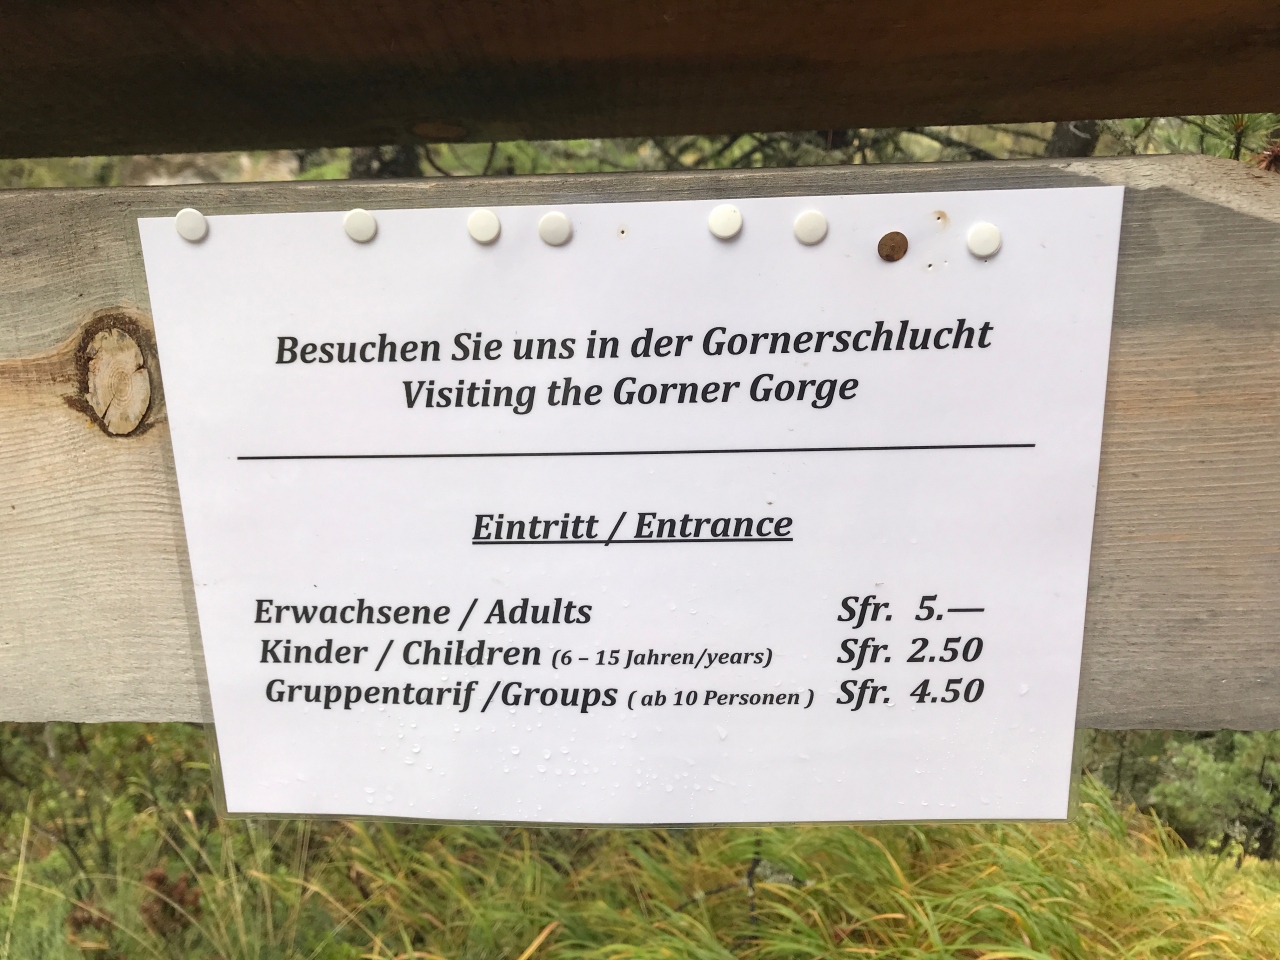 Besuchen Sie uns in der Gornerschlucht
Visiting the Gorner Gorge
Eintritt / Entrance
Erwachsene / Adults Sfr. 5.—
Kinder / Children (6 – 15 Jahren/years) Sfr. 2.50
Gruppentarif /Groups ( ab 10 Personen ) Sfr. 4.50